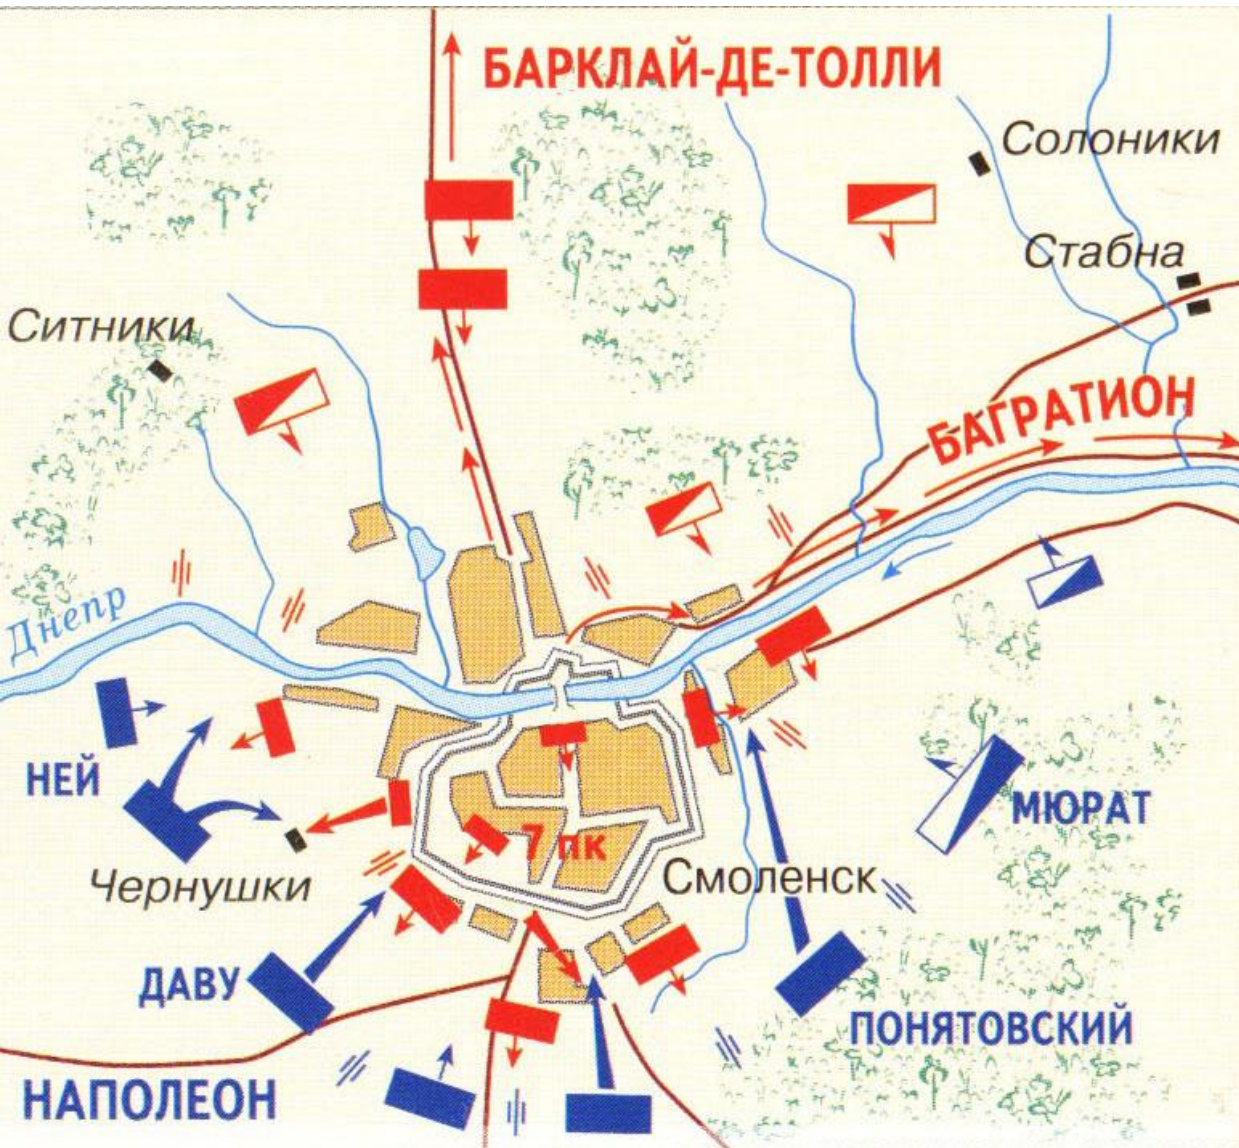 БАРКЛАЙ-ДЕ-ТОЛЛИ
Солоники
Стабна
Ситники
БАГРАТИОН
Днепр
НЕЙ
МЮРАТ
7 пк
Чернушки
Смоленск
ДАВУ
ПОНЯТОВСКИЙ
НАПОЛЕОН